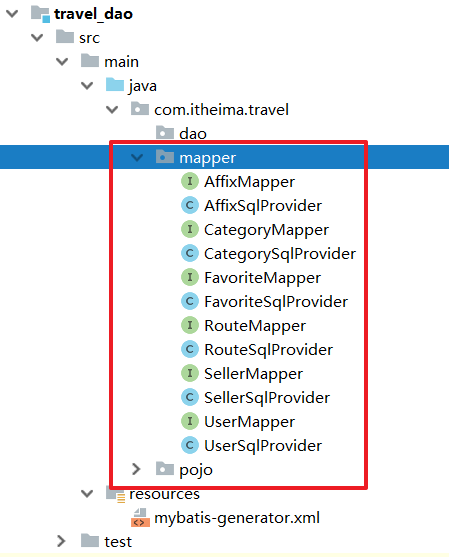 travel_dao
src
main
java
com.itheima.travel
dao
mapper
I AffixMapper
C AffixSqlProvider
I CategoryMapper
C CategorySqlProvider
I FavoriteMapper
C FavoriteSqlProvider
I RouteMapper
C RouteSqlProvider
I SellerMapper
C SellerSqlProvider
I UserMapper
C UserSqlProvider
pojo
resources
mybatis-generator.xml
test